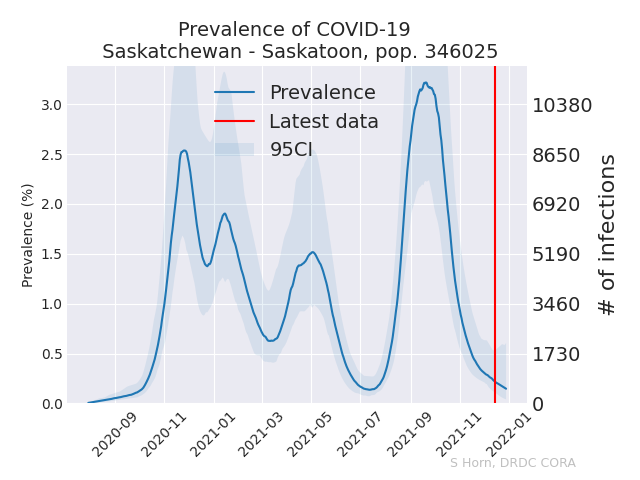 Prevalence of COVID-19
Saskatchewan - Saskatoon, pop. 346025
Prevalence
Latest data
95CI
Prevalence (%)
3.0
2.5
2.0
1.5
1.0
0.5
0.0
10380
8650
6920
5190
3460
1730
0
# of infections
2020-09
2020-11
2021-01
2021-03
2021-05
2021-07
2021-09
2021-11
2022-01
S Horn, DRDC CORA